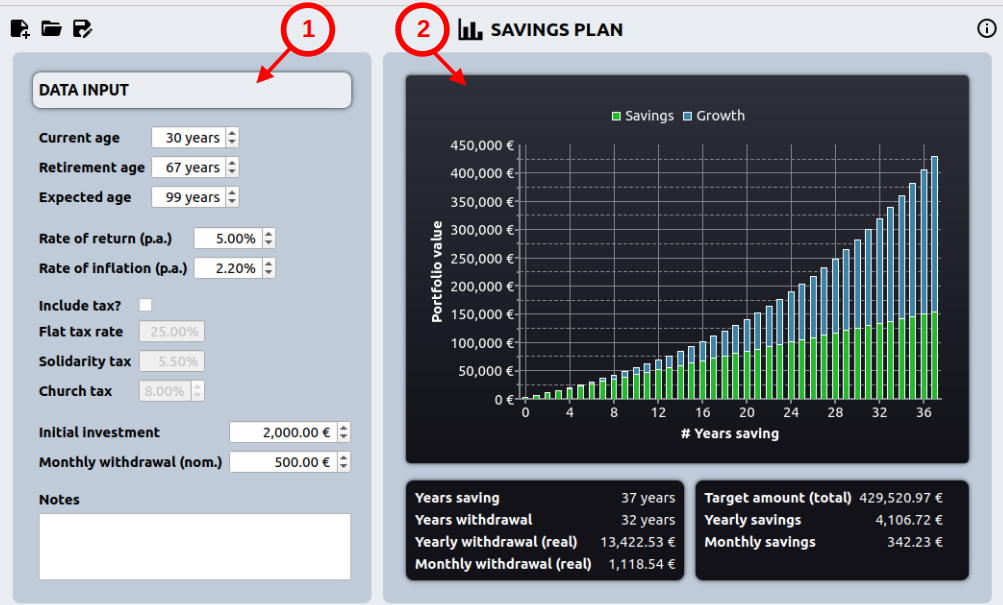 1
2
SAVINGS PLAN
DATA INPUT
Current age 30 years
Retirement age 67 years
Expected age 99 years
Rate of return (p.a.) 5.00%
Rate of inflation (p.a.) 2.20%
Include tax?
Flat tax rate 25.00%
Solidarity tax 5.50%
Church tax 8.00%
Initial investment 2,000.00 €
Monthly withdrawal (nom.) 500.00 €
Notes
Savings Growth
Portfolio value
450,000 €
400,000 €
350,000 €
300,000 €
250,000 €
200,000 €
150,000 €
100,000 €
50,000 €
0 €
0 4 8 12 16 20 24 28 32 36
# Years saving
Years saving 37 years
Years withdrawal 32 years
Yearly withdrawal (real) 13,422.53 €
Monthly withdrawal (real) 1,118.54 €
Target amount (total) 429,520.97 €
Yearly savings 4,106.72 €
Monthly savings 342.23 €